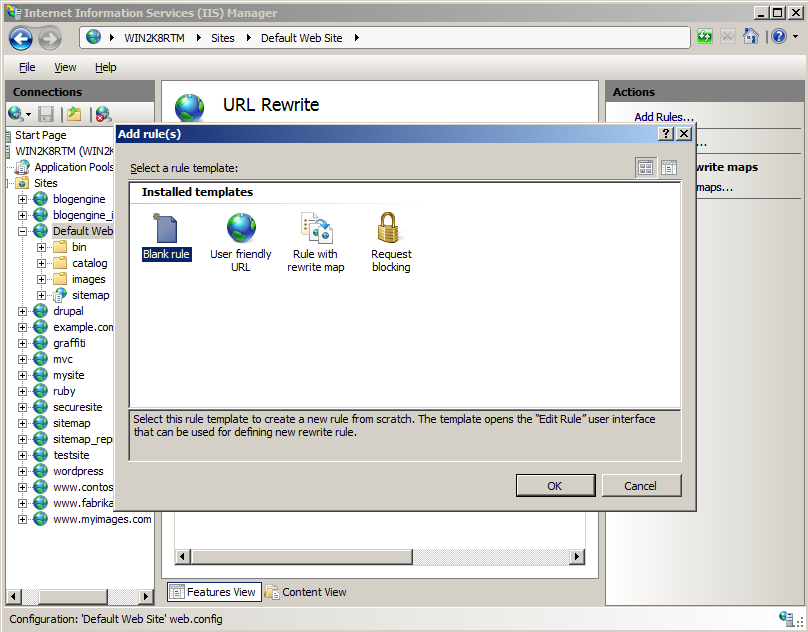 Internet Information Services (IIS) Manager
WIN2K8RTM
Sites
Default Web Site
File
View
Help
Connections
Start Page
WIN2K8RTM (WIN2K
Application Pools
Sites
blogengine
blogengine_i
Default Web
bin
catalog
images
sitemap
drupal
example.com
graffiti
mvc
mysite
ruby
securesite
sitemap
sitemap_rep
testsite
wordpress
www.contos
www.fabrika
www.myimages.com
URL Rewrite
Add rule(s)
Select a rule template:
Installed templates
Blank rule
User friendly
URL
Rule with
rewrite map
Request
blocking
Select this rule template to create a new rule from scratch. The template opens the "Edit Rule" user interface
that can be used for defining new rewrite rule.
OK
Cancel
Actions
Add Rules...
...
write maps
maps...
Features View
Content View
Configuration: 'Default Web Site' web.config